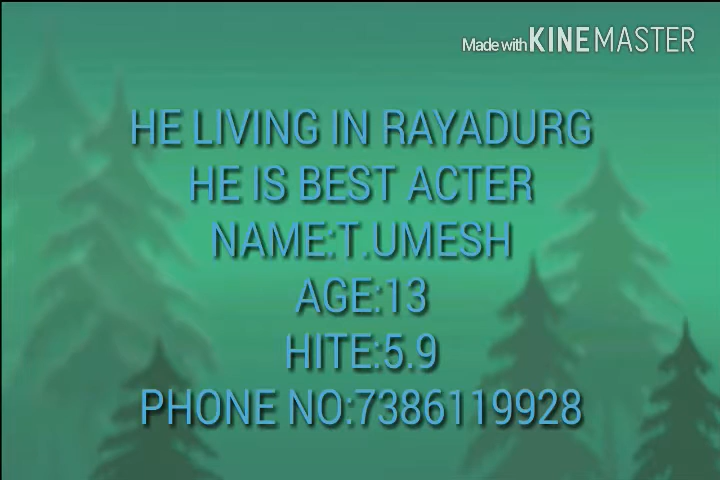 Made with KINEMASTER
HE LIVING IN RAYADURG
HE IS BEST ACTER
NAME:T.UMESH
AGE:13
HITE:5.9
PHONE NO:7386119928